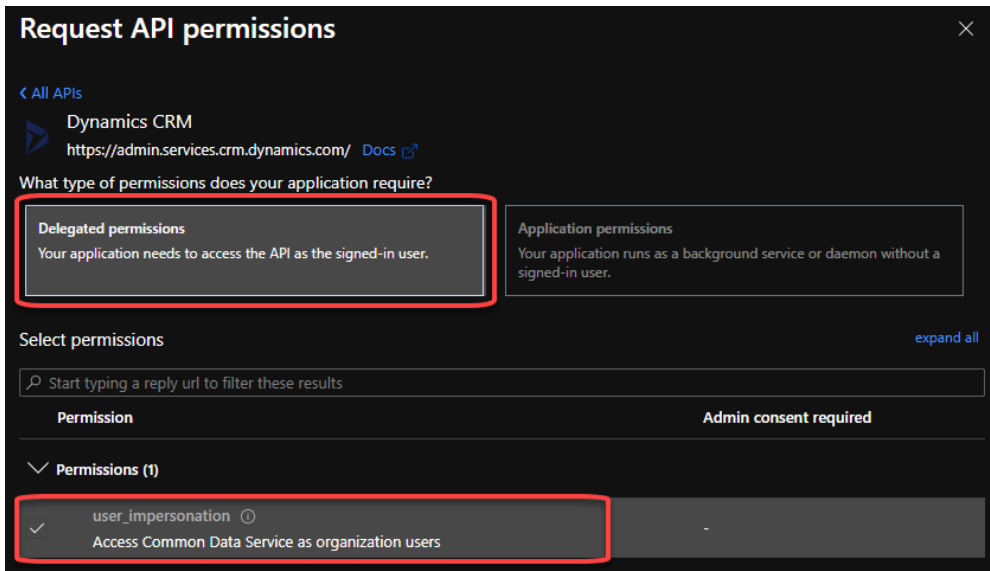 Request API permissions
All APIs
Dynamics CRM
https://admin.services.crm.dynamics.com/ Docs
What type of permissions does your application require?
Delegated permissions
Your application needs to access the API as the signed-in user.
Application permissions
Your application runs as a background service or daemon without a
signed-in user.
Select permissions
expand all
Start typing a reply url to filter these results
Permission
Admin consent required
Permissions (1)
user_impersonation
Access Common Data Service as organization users
-